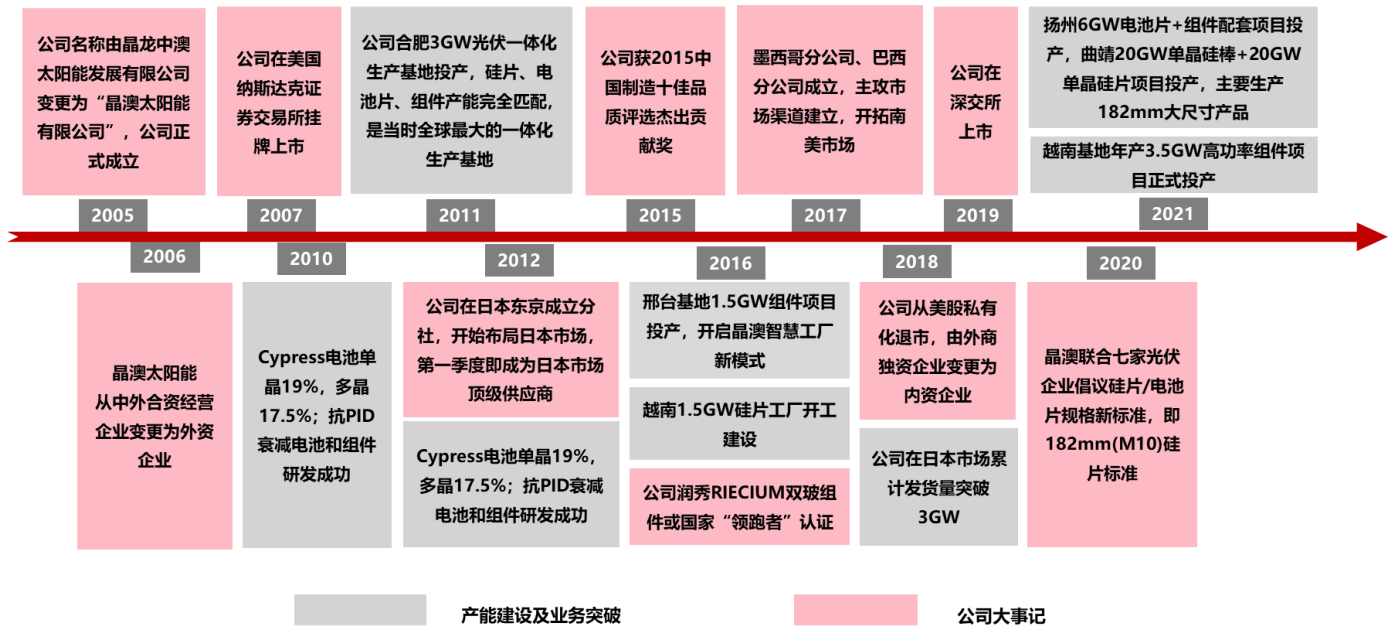 公司名称由晶龙中澳
太阳能发展有限公司
变更为“晶澳太阳能
有限公司”，公司正
式成立
公司在美国
纳斯达克证
券交易所挂
牌上市
公司合肥3GW光伏一体化
生产基地投产，硅片、电
池片、组件产能完全匹配，
是当时全球最大的一体化
生产基地
公司获2015中
国制造十佳品
质评选杰出贡
献奖
墨西哥分公司、巴西
分公司成立，主攻市
场渠道建立，开拓南
美市场
公司在
深交所
上市
扬州6GW电池片+组件配套项目投
产，曲靖20GW单晶硅棒+20GW
单晶硅片项目投产，主要生产
182mm大尺寸产品
越南基地年产3.5GW高功率组件项
目正式投产
2005
2007
2011
2015
2017
2019
2021
2006
2010
2012
2016
2018
2020
晶澳太阳能
从中外合资经营
企业变更为外资
企业
Cypress电池单
晶19%，多晶
17.5%；抗PID
衰减电池和组件
研发成功
公司在日本东京成立分
社，开始布局日本市场，
第一季度即成为日本市场
顶级供应商
Cypress电池单晶19%，
多晶17.5%；抗PID衰减
电池和组件研发成功
邢台基地1.5GW组件项目
投产，开启晶澳智慧工厂
新模式
越南1.5GW硅片工厂开工
建设
公司润秀RIECIUM双玻组
件或国家“领跑者”认证
公司从美股私有
化退市，由外商
独资企业变更为
内资企业
公司在日本市场累
计发货量突破
3GW
晶澳联合七家光伏
企业倡议硅片/电池
片规格新标准，即
182mm(M10)硅
片标准
产能建设及业务突破
公司大事记